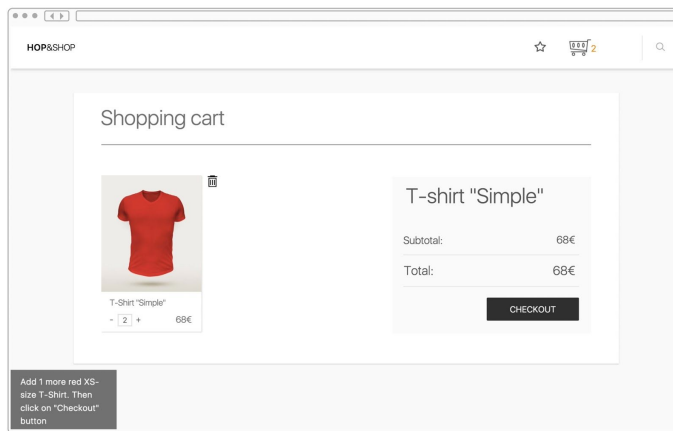 HOP&SHOP
2
Shopping cart
T-Shirt "Simple"
- 2 + 68€
T-shirt "Simple"
Subtotal: 68€
Total: 68€
CHECKOUT
Add 1 more red XS-
size T-Shirt. Then
click on "Checkout"
button